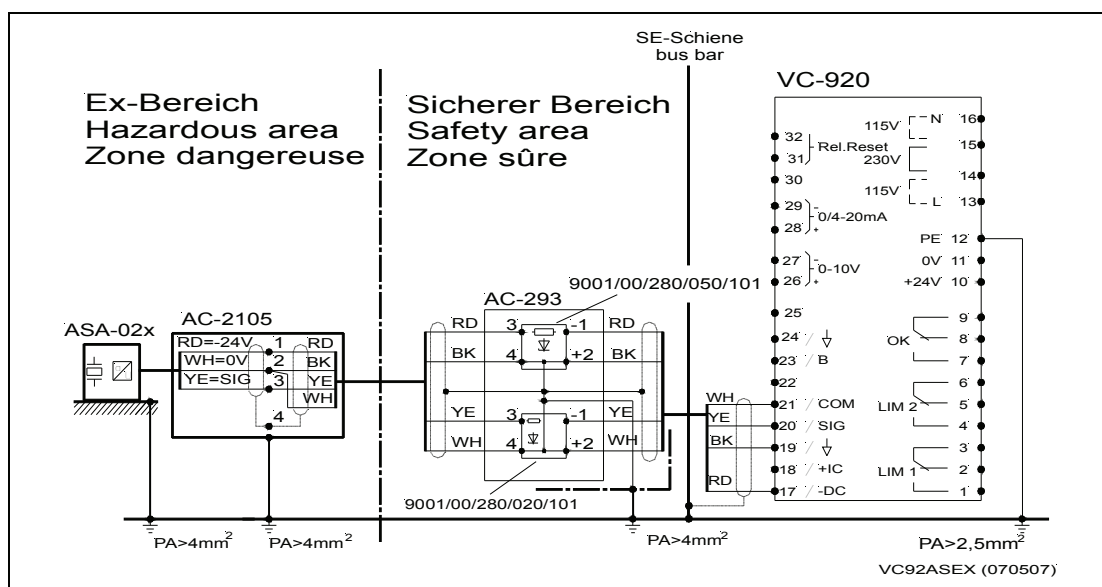 SE-Schiene
bus bar
VC-920
Ex-Bereich
Hazardous area
Zone dangereuse
Sicherer Bereich
Safety area
Zone sûre
32
31
Rel.Reset
30
29
28
-
+
0/4-20mA
27
26
-
+
0-10V
25
24
23
B
22
21
COM
20
SIG
19
18
+IC
17
-DC
115V
N
16
15
230V
14
115V
L
13
PE
12
0V
11
+24V
10
9
OK
8
7
6
LIM 2
5
4
3
LIM 1
2
1
9001/00/280/050/101
AC-293
RD
3
-1
RD
BK
4
+2
BK
YE
3
-1
YE
WH
4
+2
WH
9001/00/280/020/101
ASA-02x
AC-2105
RD=-24V
1
RD
WH=0V
2
BK
YE=SIG
3
YE
WH
4
WH
YE
BK
RD
PA>4mm²
PA>4mm²
PA>4mm²
PA>2,5mm²
VC92ASEX (070507)